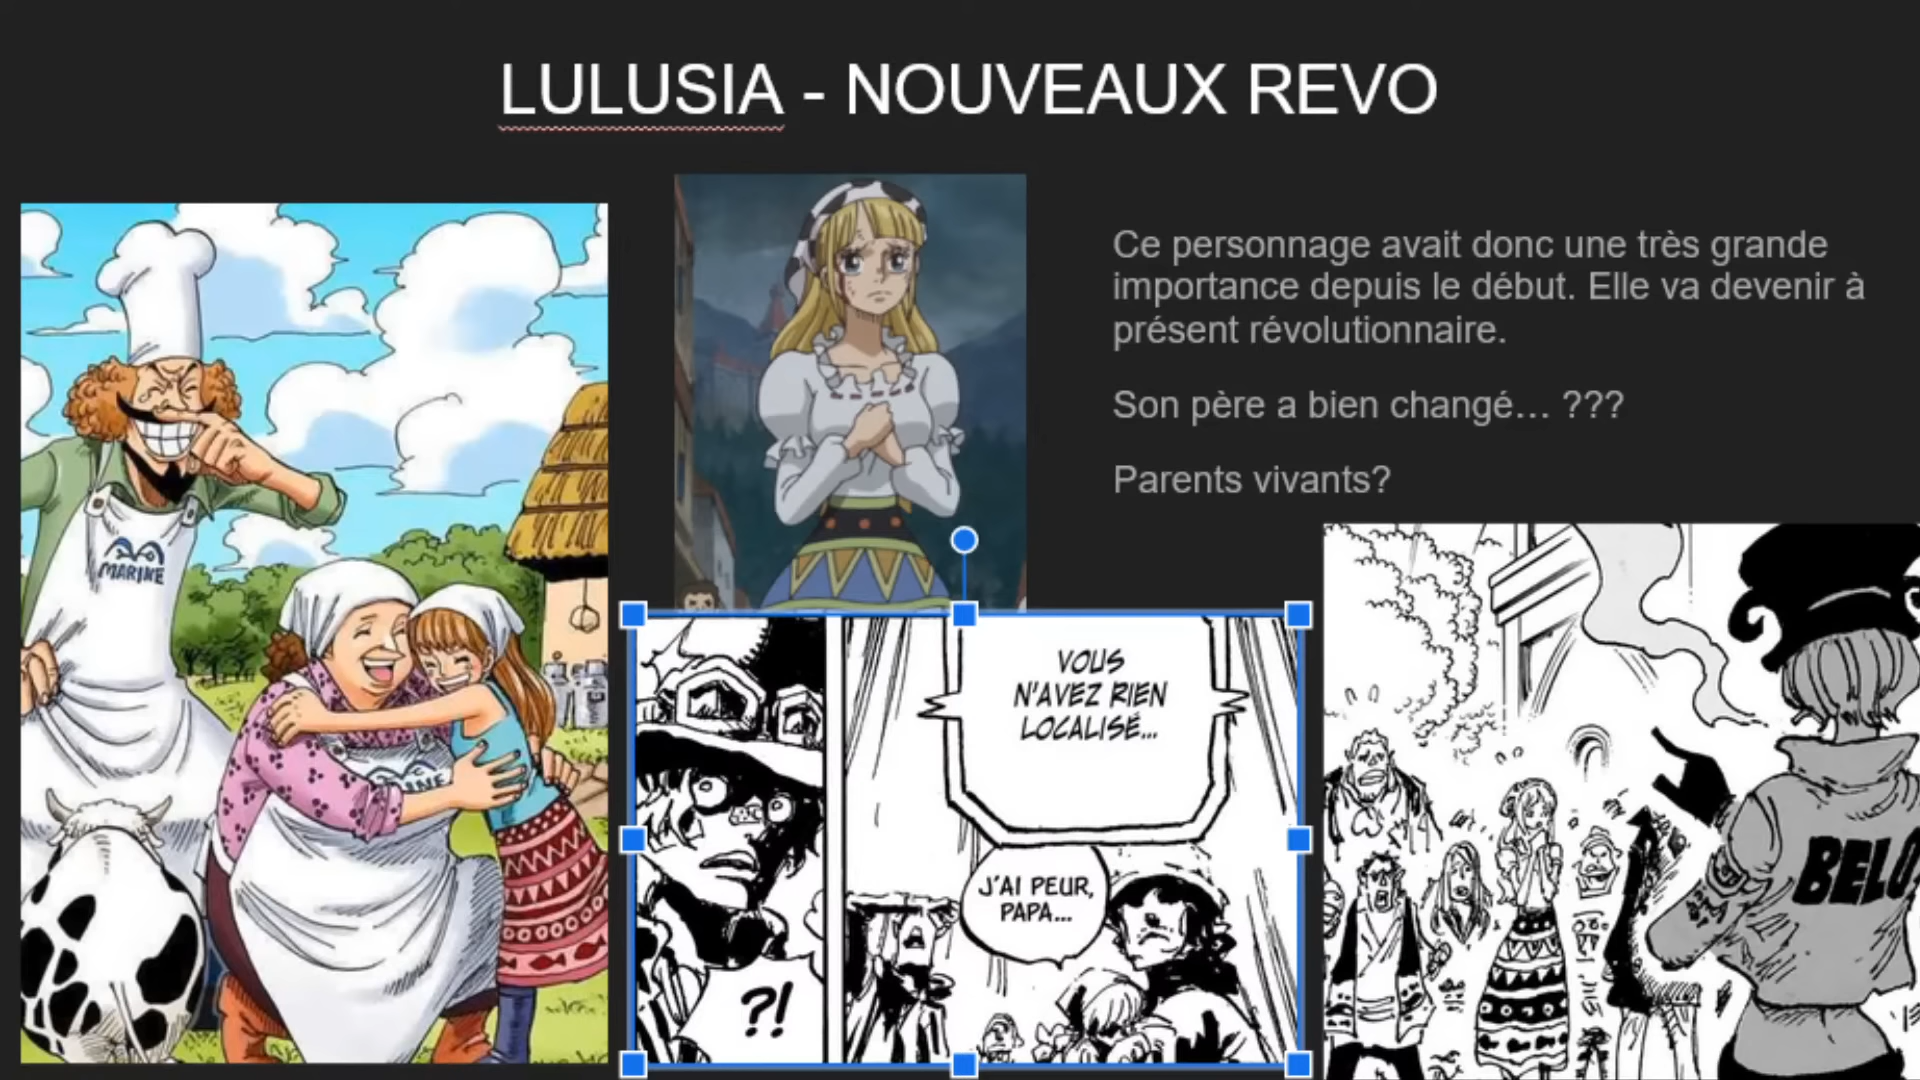 LULUSIA - NOUVEAUX REVO
Ce personnage avait donc une très grande
importance depuis le début. Elle va devenir à
présent révolutionnaire.
Son père a bien changé... ???
Parents vivants?
MARINE
VOUS
N'AVEZ RIEN
LOCALISÉ...
J'AI PEUR,
PAPA...
?!
BELO